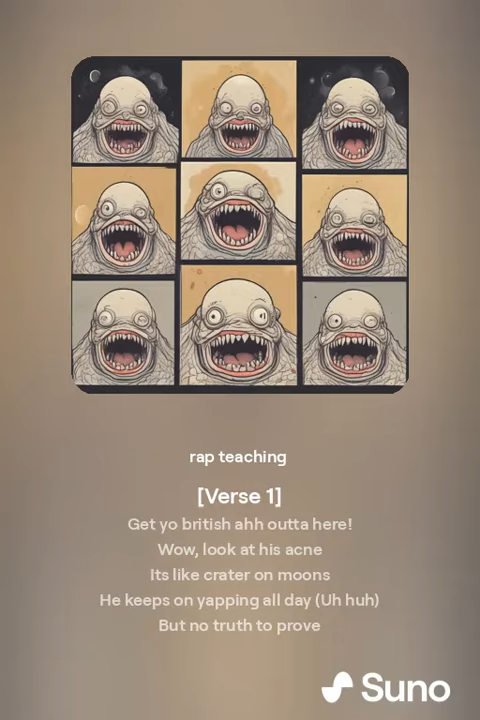 rap teaching
[Verse 1]
Get yo british ahh outta here!
Wow, look at his acne
Its like crater on moons
He keeps on yapping all day (Uh huh)
But no truth to prove
Suno